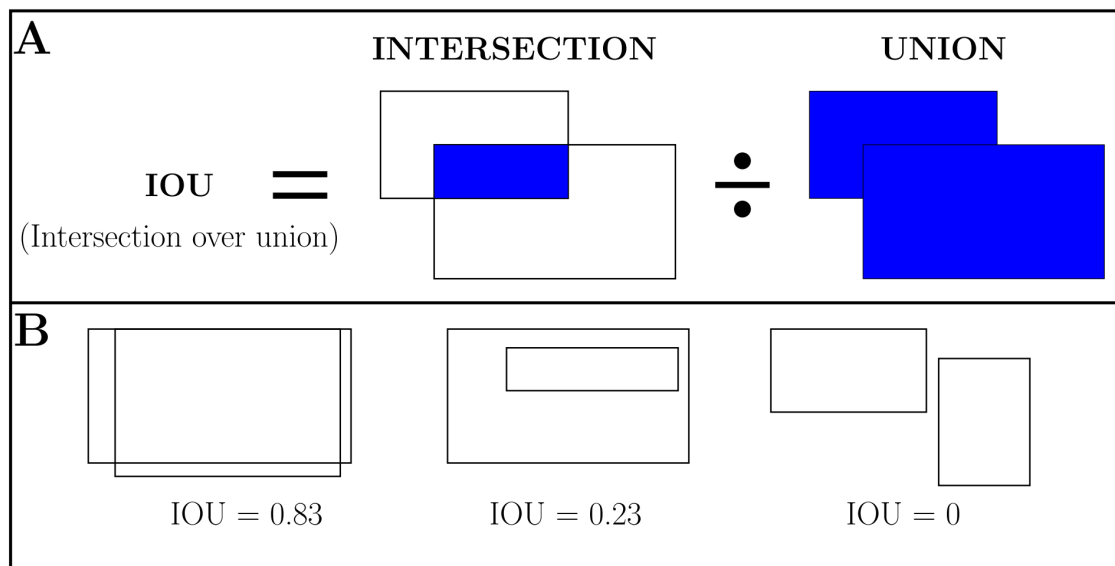 A
INTERSECTION
UNION
IOU
(Intersection over union)
=
÷
B
IOU = 0.83
IOU = 0.23
IOU = 0